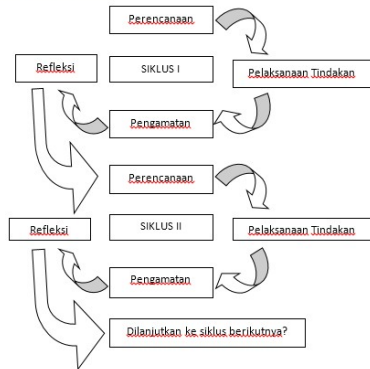 Perencanaan
Refleksi
SIKLUS I
Pelaksanaan Tindakan
Pengamatan
Perencanaan
Refleksi
SIKLUS II
Pelaksanaan Tindakan
Pengamatan
Dilanjutkan ke siklus berikutnya?